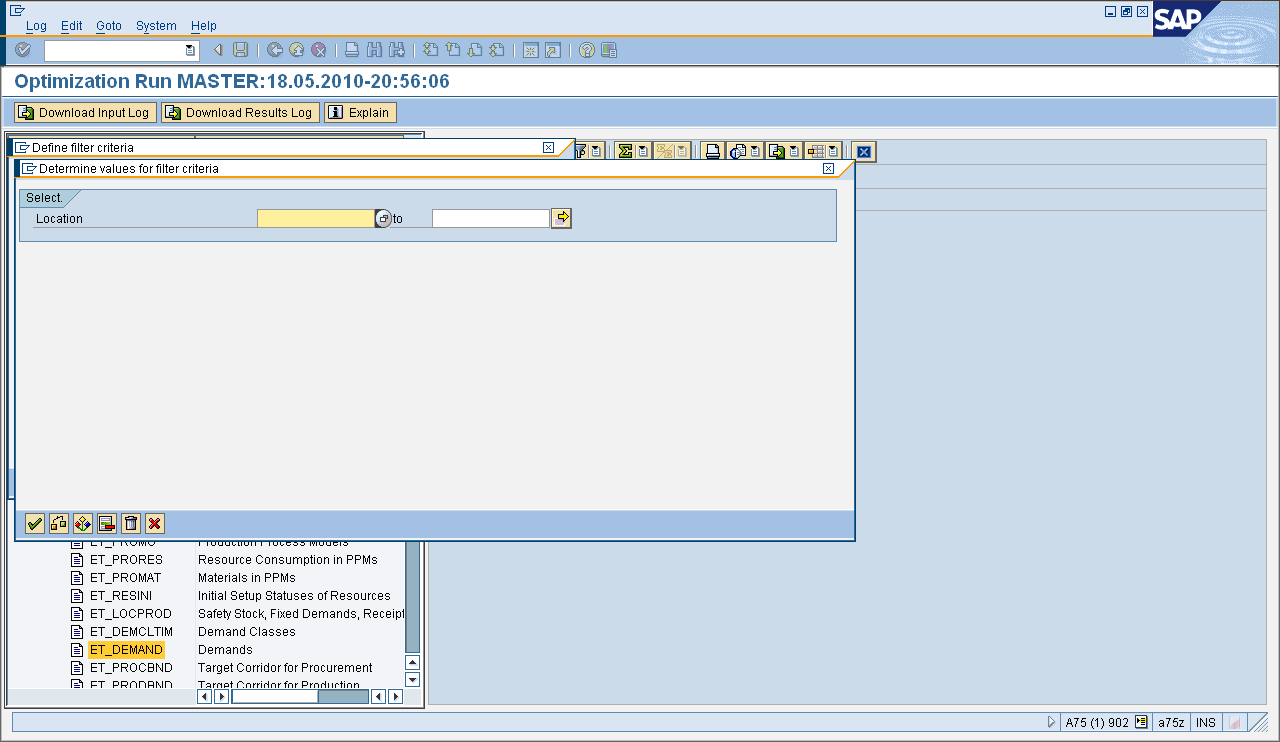 Log Edit Goto System Help
SAP
Optimization Run MASTER:18.05.2010-20:56:06
Download Input Log Download Results Log Explain
Define filter criteria
Determine values for filter criteria
Select.
Location to
ET_PROMO Production Process Models
ET_PRORES Resource Consumption in PPMs
ET_PROMAT Materials in PPMs
ET_RESINI Initial Setup Statuses of Resources
ET_LOCPROD Safety Stock, Fixed Demands, Receipt
ET_DEMCLTIM Demand Classes
ET_DEMAND Demands
ET_PROCBND Target Corridor for Procurement
ET_PRODBND Target Corridor for Production
A75 (1) 902 a75z INS